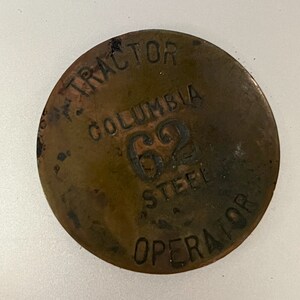 TRACTOR
COLUMBIA
62
STEEL
OPERATOR